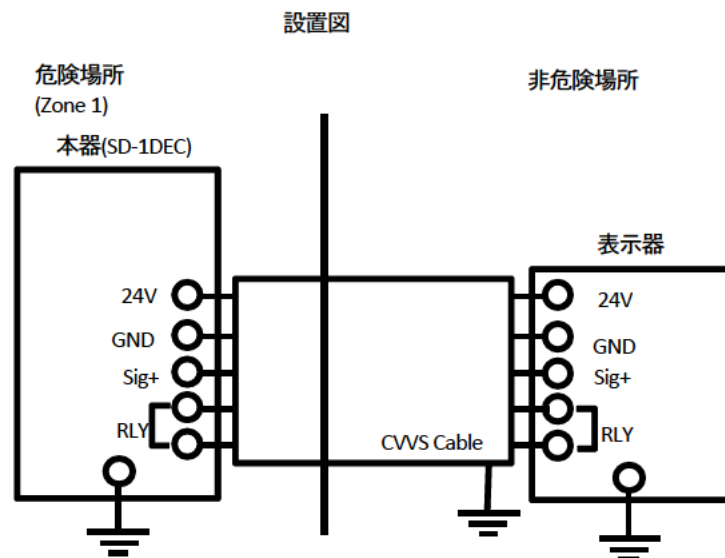 設置図
危険場所
(Zone 1)
非危険場所
本器(SD-1DEC)
表示器
24V
GND
Sig+
RLY
CVVS Cable
24V
GND
Sig+
RLY